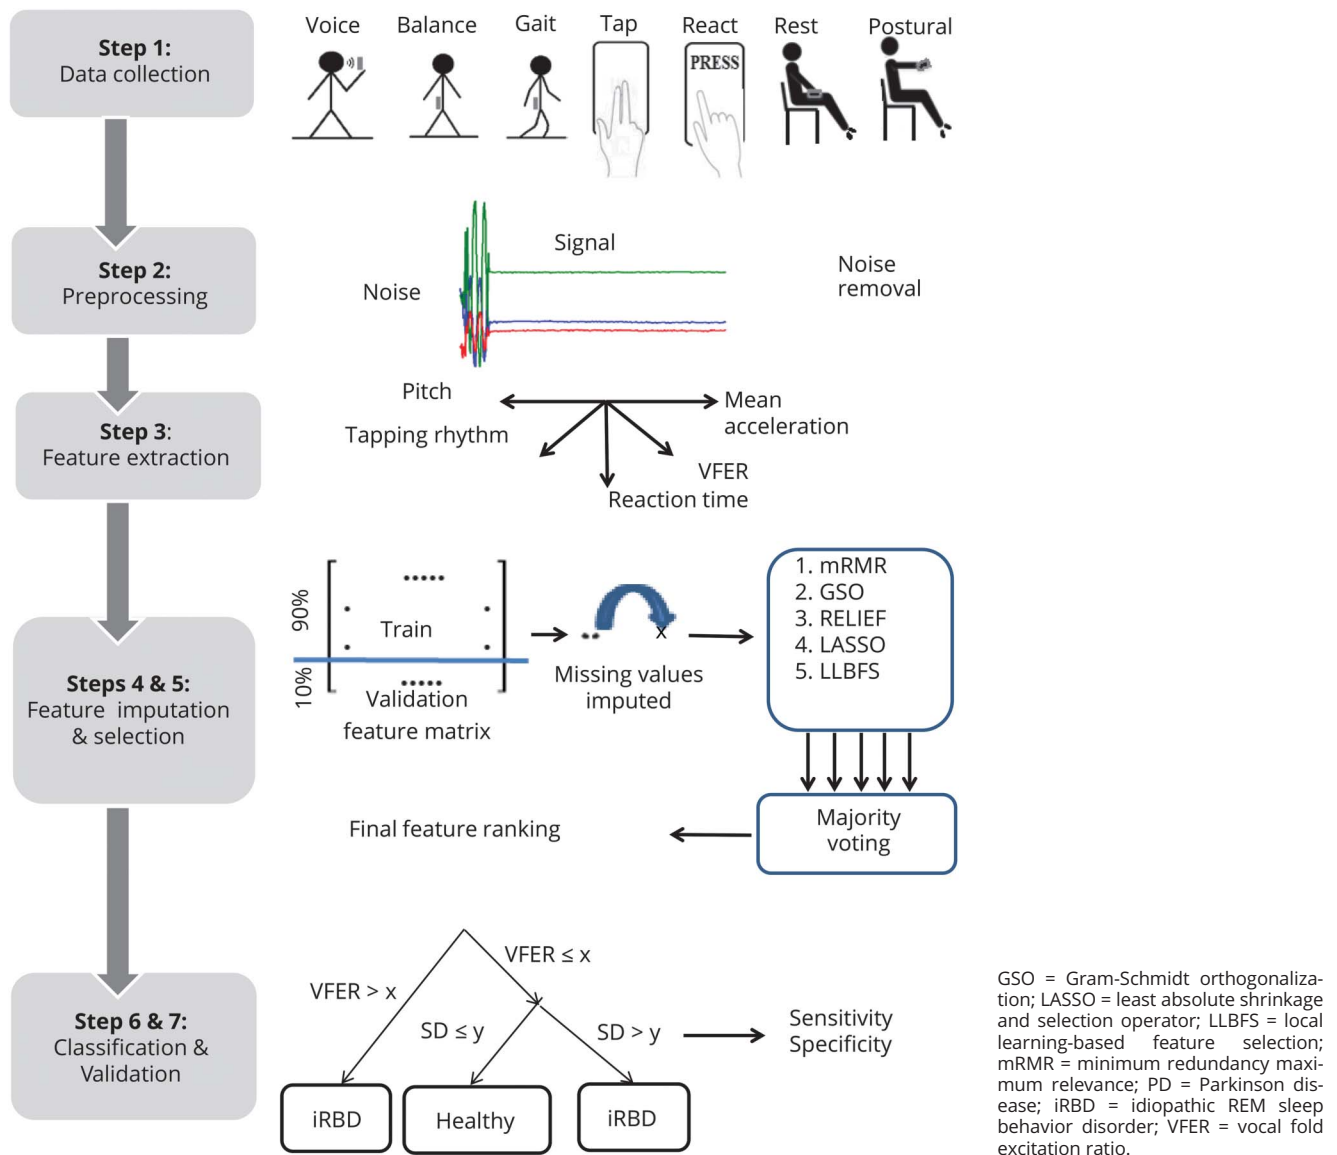 Step 1:
Data collection
Voice
Balance
Gait
Tap
React
Rest
Postural
PRESS
Step 2:
Preprocessing
Noise
Signal
Noise
removal
Step 3:
Feature extraction
Pitch
Tapping rhythm
Mean
acceleration
VFER
Reaction time
Steps 4 & 5:
Feature imputation
& selection
90%
10%
Train
Validation
feature matrix
x
Missing values
imputed
1. mRMR
2. GSO
3. RELIEF
4. LASSO
5. LLBFS
Majority
voting
Final feature ranking
Step 6 & 7:
Classification &
Validation
VFER > x
VFER ≤ x
SD ≤ y
SD > y
iRBD
Healthy
iRBD
Sensitivity
Specificity
GSO = Gram-Schmidt orthogonaliza-
tion; LASSO = least absolute shrinkage
and selection operator; LLBFS = local
learning-based feature selection;
mRMR = minimum redundancy maxi-
mum relevance; PD = Parkinson dis-
ease; iRBD = idiopathic REM sleep
behavior disorder; VFER = vocal fold
excitation ratio.